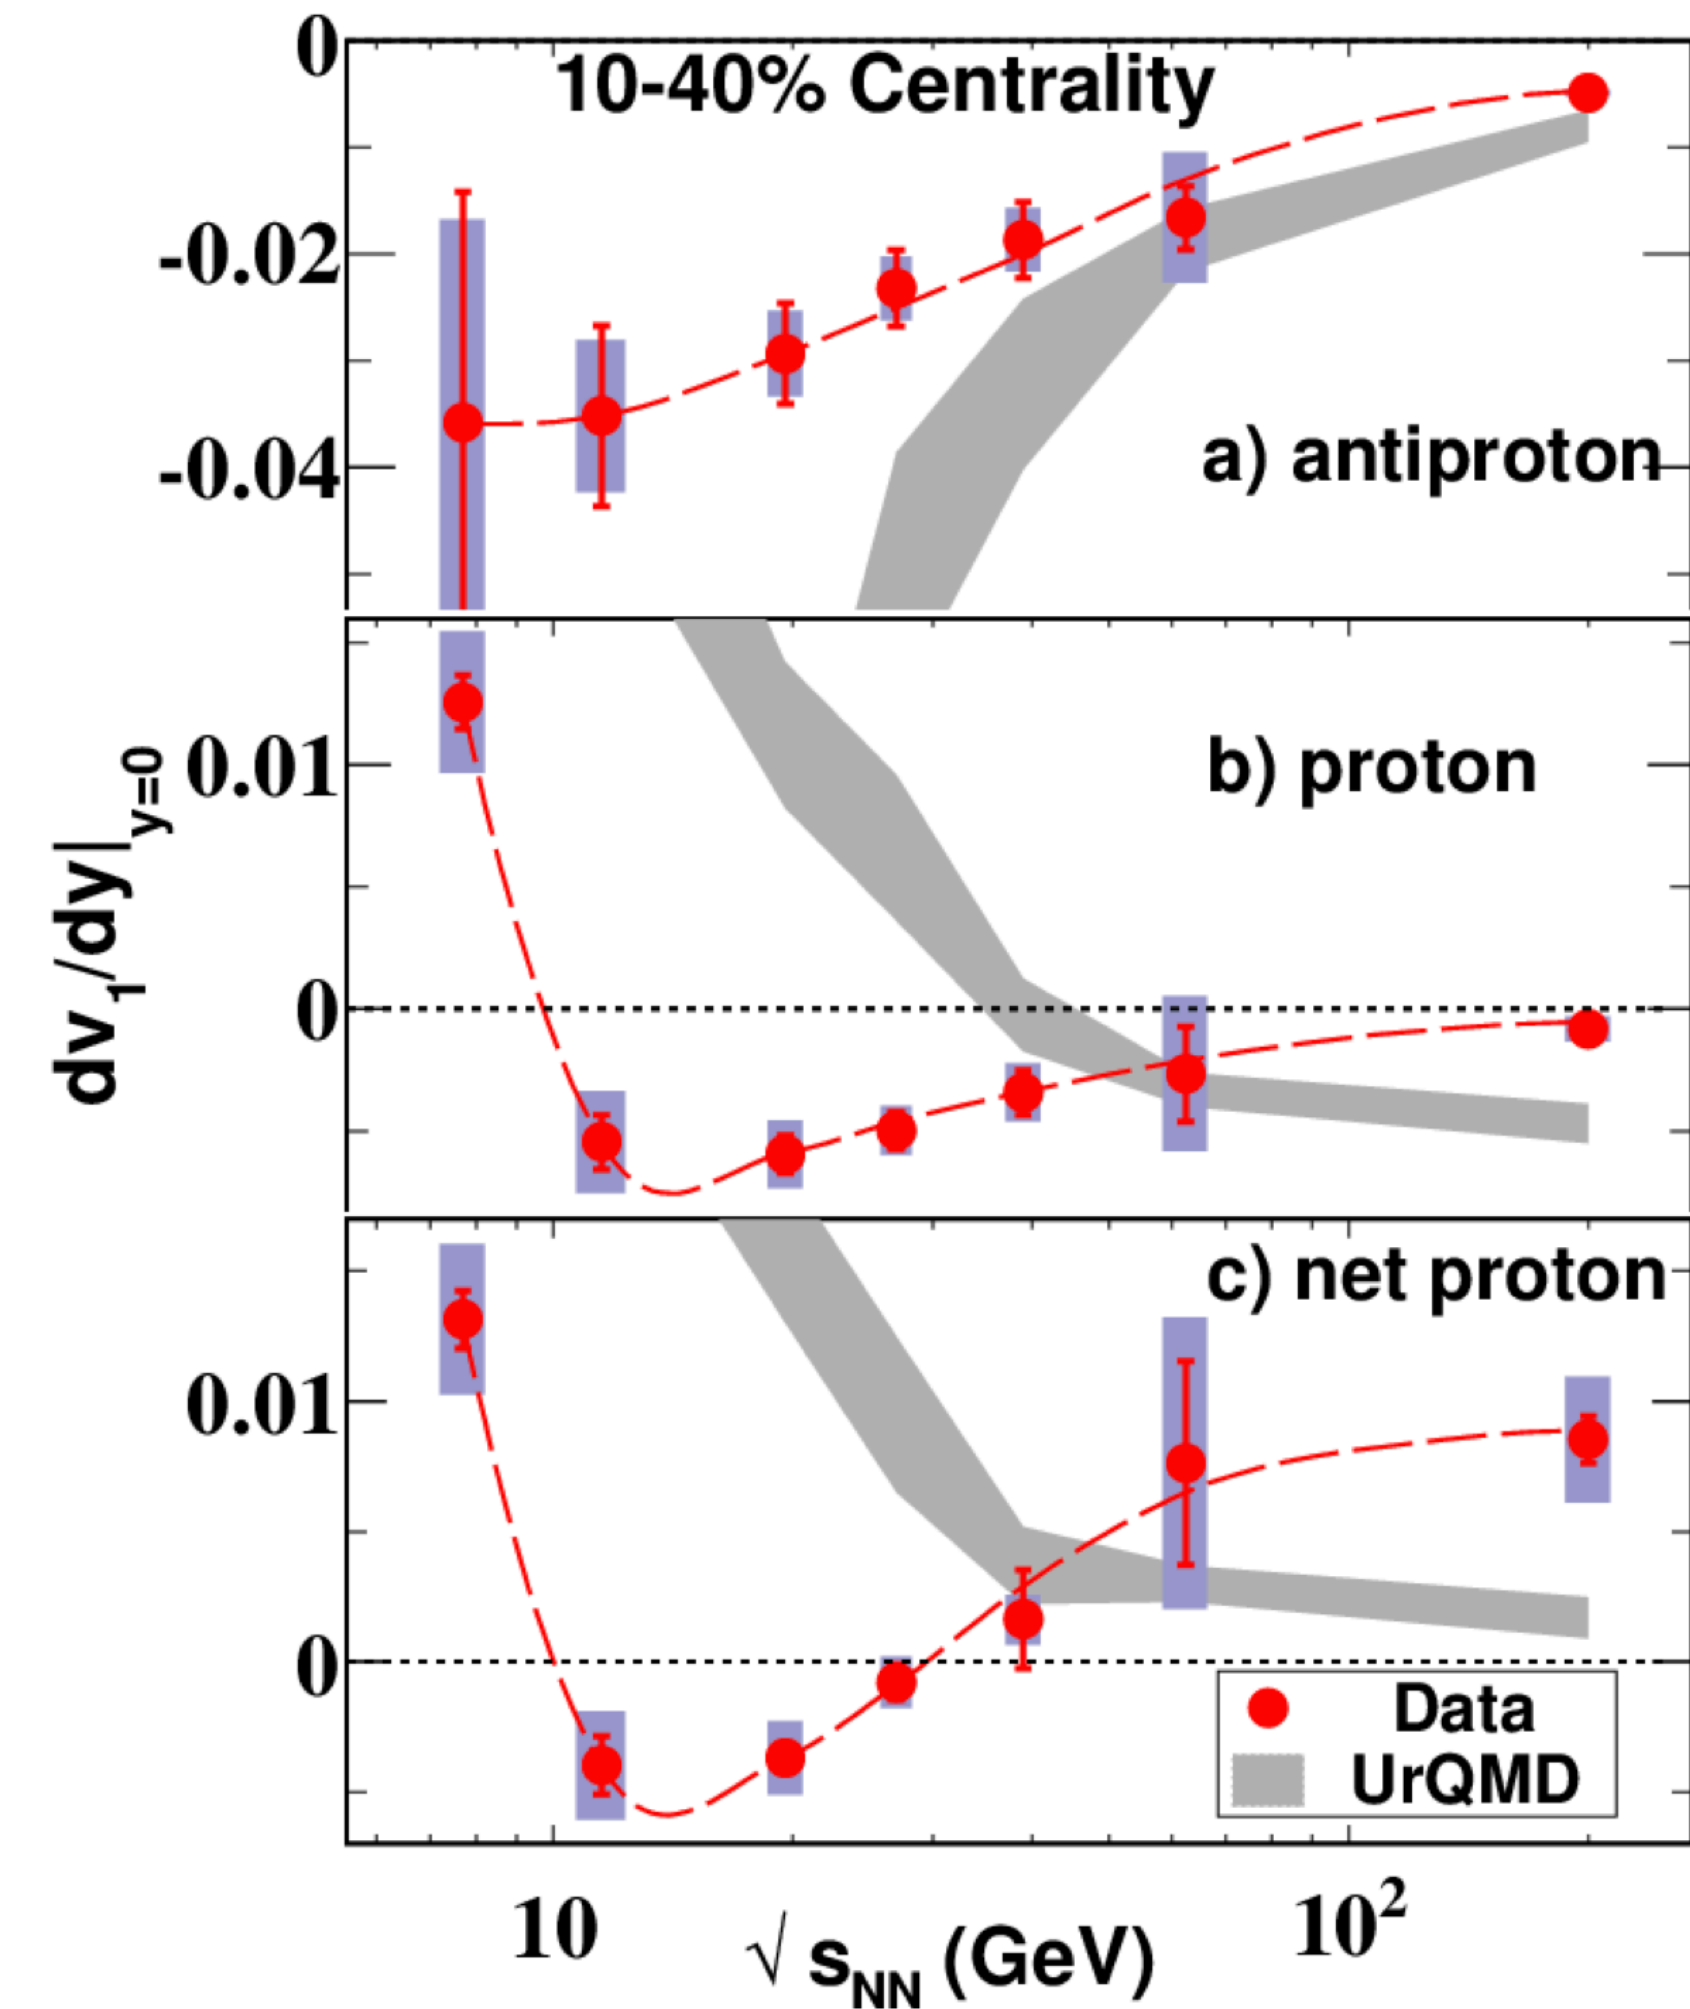 0
10-40% Centrality
-0.02
-0.04
a) antiproton
0.01
b) proton
0
dv1/dy|y=0
c) net proton
0.01
0
Data
UrQMD
10
10²
√ sNN (GeV)